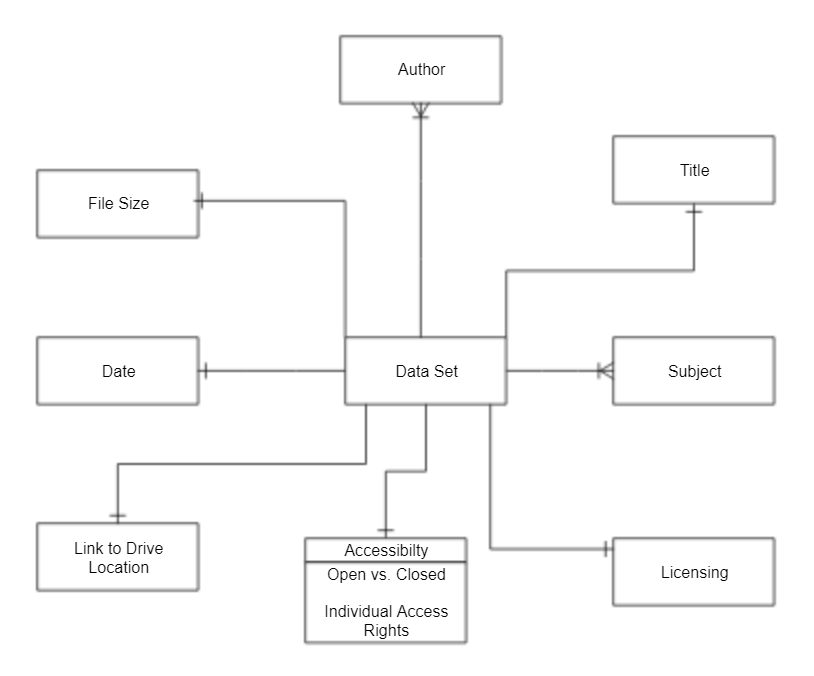 Author
Title
File Size
Date
Data Set
Subject
Link to Drive
Location
Accessibilty
Open vs. Closed
Individual Access
Rights
Licensing